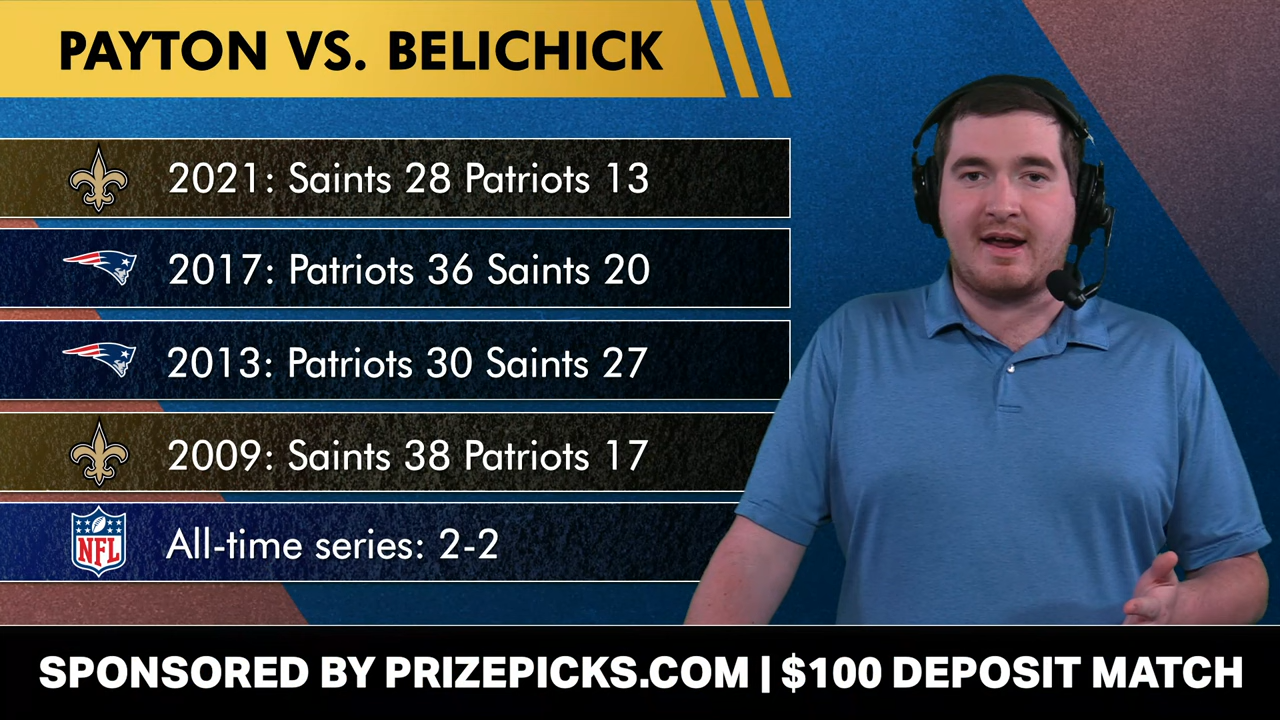 PAYTON VS. BELICHICK
2021: Saints 28 Patriots 13
2017: Patriots 36 Saints 20
2013: Patriots 30 Saints 27
2009: Saints 38 Patriots 17
NFL
All-time series: 2-2
SPONSORED BY PRIZEPICKS.COM | $100 DEPOSIT MATCH